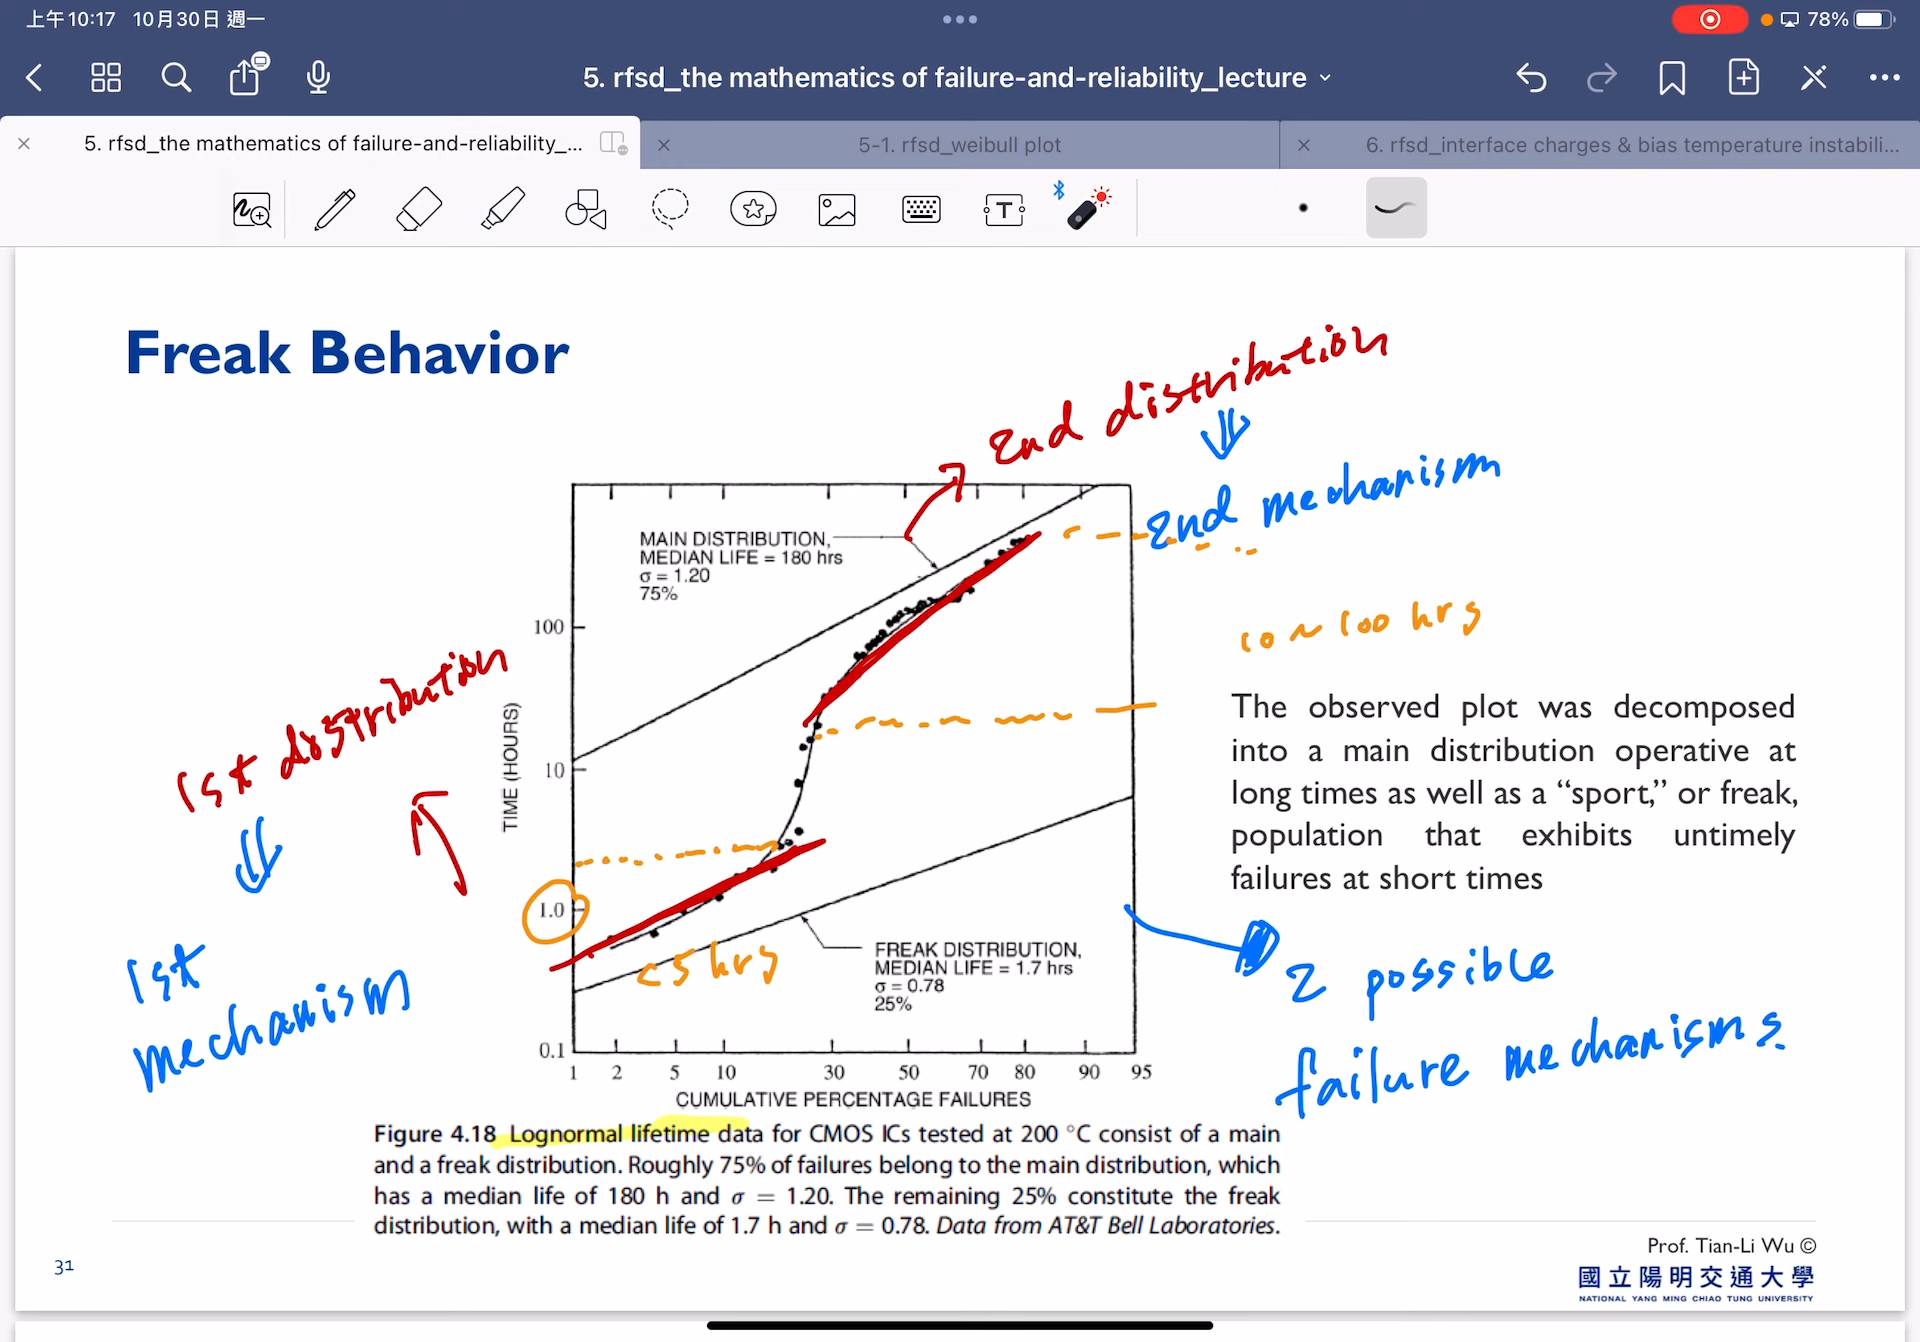 上午10:17 10月30日 週一
78%
5. rfsd_the mathematics of failure-and-reliability_lecture
5. rfsd_the mathematics of failure-and-reliability_...
5-1. rfsd_weibull plot
6. rfsd_interface charges & bias temperature instabili...
Freak Behavior
2nd distribution
2nd mechanism
10~100 hrs
1st distribution
1st
mechanism
MAIN DISTRIBUTION,
MEDIAN LIFE = 180 hrs
σ = 1.20
75%
TIME (HOURS)
100
10
1.0
0.1
<5 hrs
FREAK DISTRIBUTION,
MEDIAN LIFE = 1.7 hrs
σ = 0.78
25%
1 2 5 10 30 50 70 80 90 95
CUMULATIVE PERCENTAGE FAILURES
The observed plot was decomposed
into a main distribution operative at
long times as well as a “sport,” or freak,
population that exhibits untimely
failures at short times
2 possible
failure mechanisms
Figure 4.18 Lognormal lifetime data for CMOS ICs tested at 200 °C consist of a main
and a freak distribution. Roughly 75% of failures belong to the main distribution, which
has a median life of 180 h and σ = 1.20. The remaining 25% constitute the freak
distribution, with a median life of 1.7 h and σ = 0.78. Data from AT&T Bell Laboratories.
31
Prof. Tian-Li Wu ©
國立陽明交通大學
NATIONAL YANG MING CHIAO TUNG UNIVERSITY